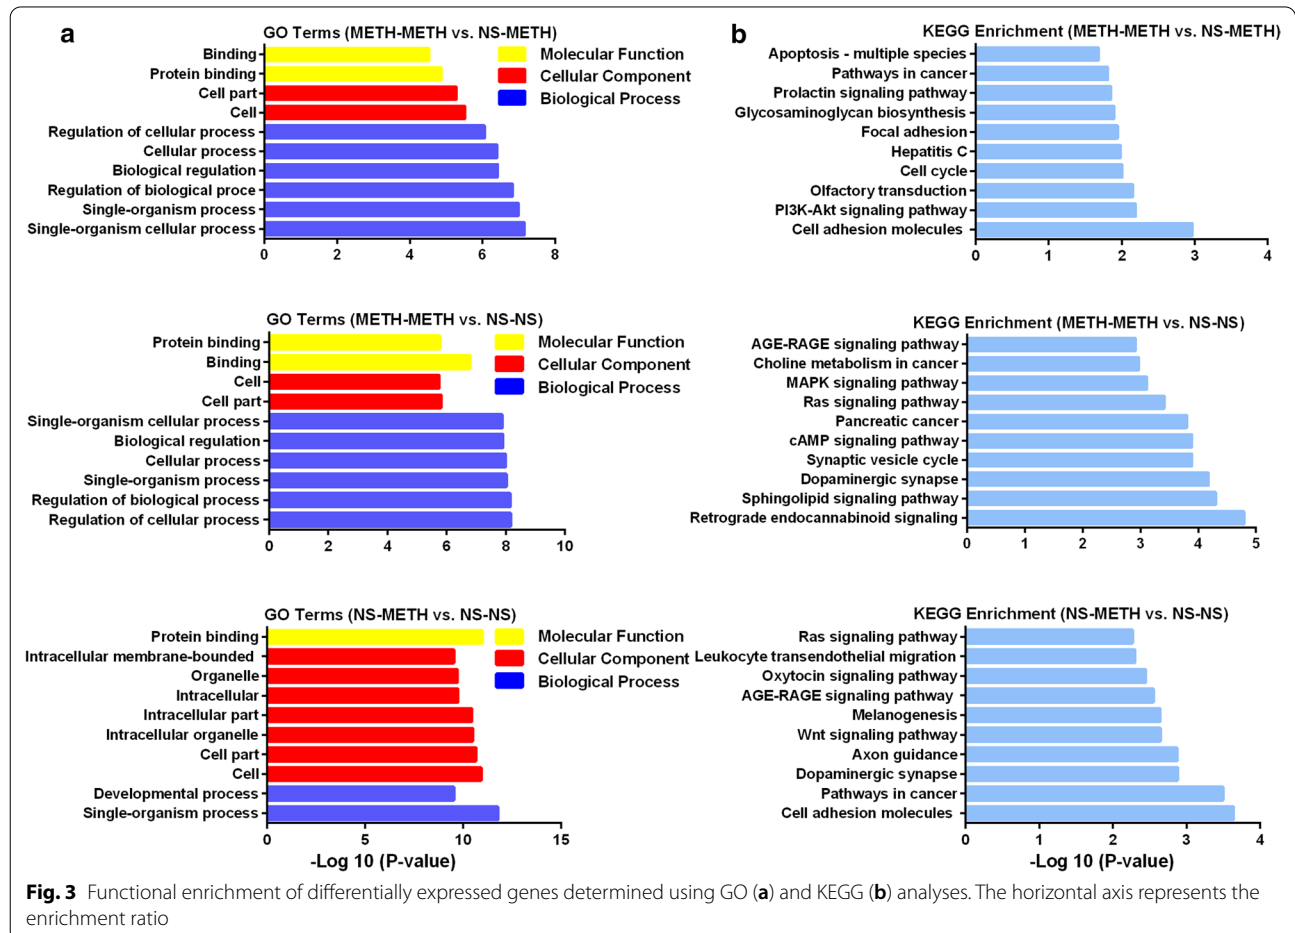 a
GO Terms (METH-METH vs. NS-METH)
Binding
Protein binding
Cell part
Cell
Regulation of cellular process
Cellular process
Biological regulation
Regulation of biological proce
Single-organism process
Single-organism cellular process
0 2 4 6 8
Molecular Function
Cellular Component
Biological Process
b
KEGG Enrichment (METH-METH vs. NS-METH)
Apoptosis - multiple species
Pathways in cancer
Prolactin signaling pathway
Glycosaminoglycan biosynthesis
Focal adhesion
Hepatitis C
Cell cycle
Olfactory transduction
PI3K-Akt signaling pathway
Cell adhesion molecules
0 1 2 3 4
GO Terms (METH-METH vs. NS-NS)
Protein binding
Binding
Cell
Cell part
Single-organism cellular process
Biological regulation
Cellular process
Single-organism process
Regulation of biological process
Regulation of cellular process
0 2 4 6 8 10
Molecular Function
Cellular Component
Biological Process
KEGG Enrichment (METH-METH vs. NS-NS)
AGE-RAGE signaling pathway
Choline metabolism in cancer
MAPK signaling pathway
Ras signaling pathway
Pancreatic cancer
cAMP signaling pathway
Synaptic vesicle cycle
Dopaminergic synapse
Sphingolipid signaling pathway
Retrograde endocannabinoid signaling
0 1 2 3 4 5
GO Terms (NS-METH vs. NS-NS)
Protein binding
Intracellular membrane-bounded
Organelle
Intracellular
Intracellular part
Intracellular organelle
Cell part
Cell
Developmental process
Single-organism process
0 5 10 15
-Log 10 (P-value)
Molecular Function
Cellular Component
Biological Process
KEGG Enrichment (NS-METH vs. NS-NS)
Ras signaling pathway
Leukocyte transendothelial migration
Oxytocin signaling pathway
AGE-RAGE signaling pathway
Melanogenesis
Wnt signaling pathway
Axon guidance
Dopaminergic synapse
Pathways in cancer
Cell adhesion molecules
0 1 2 3 4
-Log 10 (P-value)
Fig. 3 Functional enrichment of differentially expressed genes determined using GO (a) and KEGG (b) analyses. The horizontal axis represents the
enrichment ratio